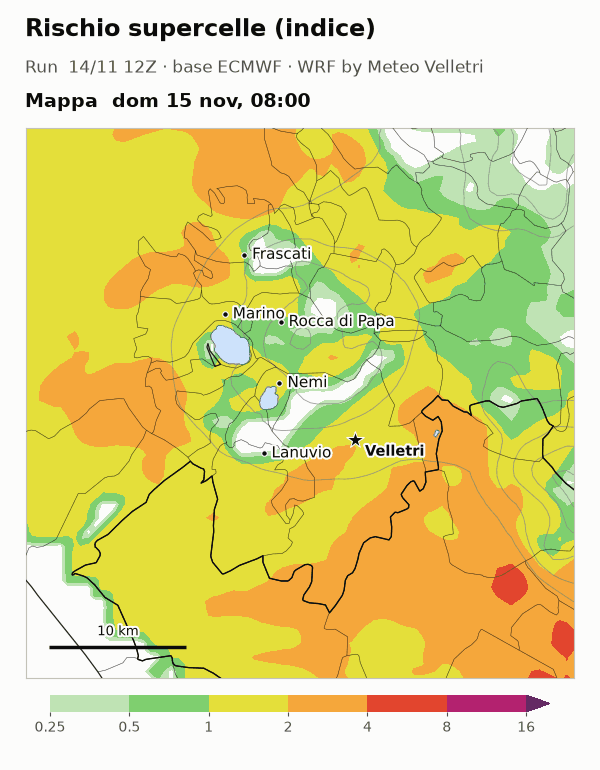 Rischio supercelle (indice)
Run  14/11 12Z · base ECMWF · WRF by Meteo Velletri
Mappa  dom 15 nov, 08:00
Frascati
Marino
Rocca di Papa
Nemi
Velletri
Lanuvio
10 km
0.25 0.5 1 2 4 8 16